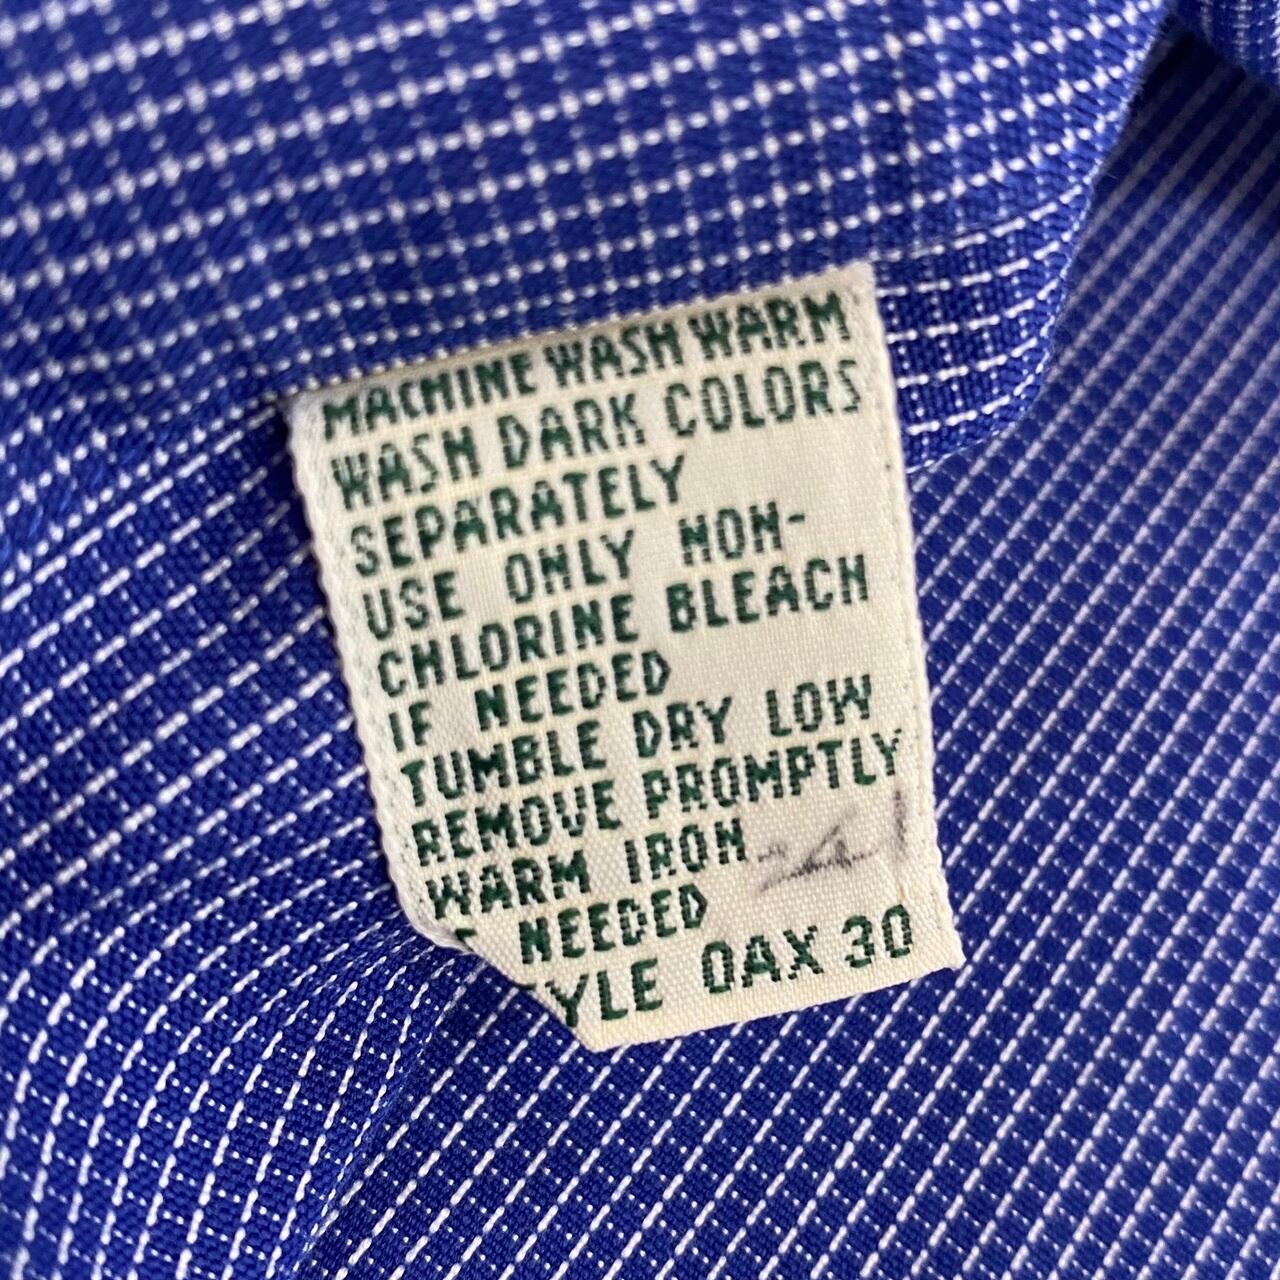 MACHINE WASH WARM
WASH DARK COLORS
SEPARATELY
USE ONLY NON-
CHLORINE BLEACH
IF NEEDED
TUMBLE DRY LOW
REMOVE PROMPTLY
WARM IRON
NEEDED
YLE OAX 30